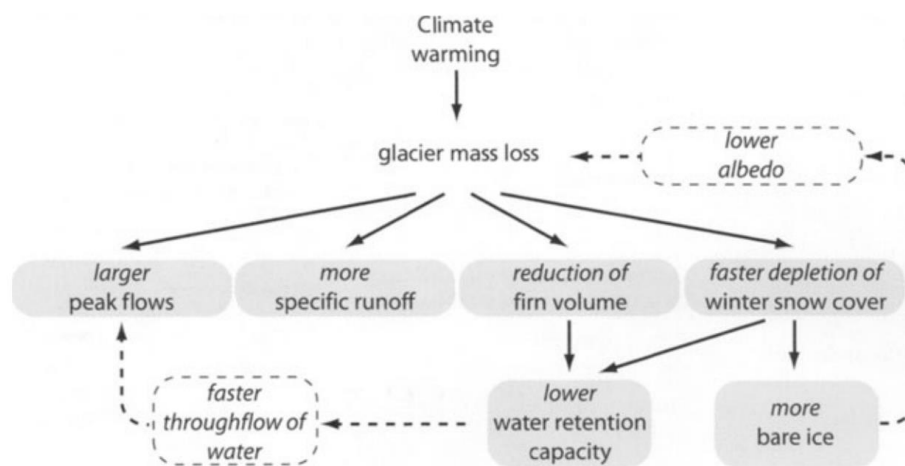 Climate
warming
glacier mass loss
lower
albedo
larger
peak flows
more
specific runoff
reduction of
firn volume
faster depletion of
winter snow cover
faster
throughflow of
water
lower
water retention
capacity
more
bare ice